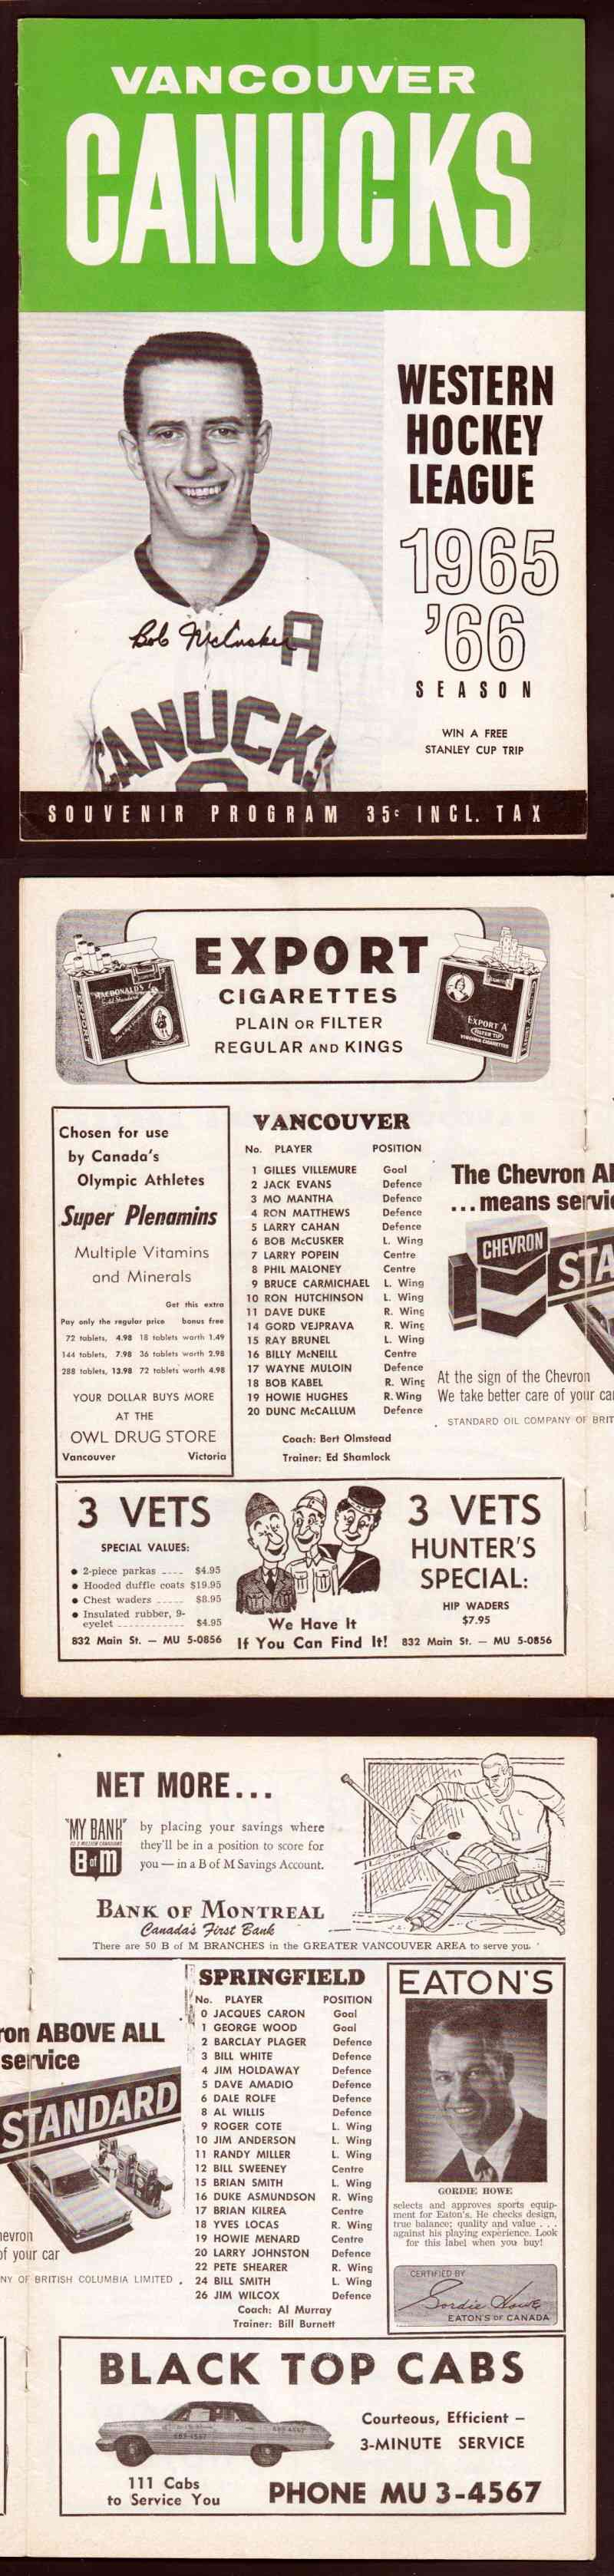 VANCOUVER
CANUCKS
WESTERN
HOCKEY
LEAGUE
1965
'66
SEASON
WIN A FREE
STANLEY CUP TRIP
Bob McCusker
A
CANUCKS
SOUVENIR PROGRAM 35¢ INCL. TAX
EXPORT
CIGARETTES
PLAIN OR FILTER
REGULAR AND KINGS
MACDONALD'S
EXPORT "A"
FILTER TIP
VIRGINIA CIGARETTES
Chosen for use
by Canada's
Olympic Athletes
Super Plenamins
Multiple Vitamins
and Minerals
Get this extra
Pay only the regular price bonus free
72 tablets, 4.98 18 tablets worth 1.49
144 tablets, 7.98 36 tablets worth 2.98
288 tablets, 13.98 72 tablets worth 4.98
YOUR DOLLAR BUYS MORE
AT THE
OWL DRUG STORE
Vancouver Victoria
VANCOUVER
No. PLAYER POSITION
1 GILLES VILLEMURE Goal
2 JACK EVANS Defence
3 MO MANTHA Defence
4 RON MATTHEWS Defence
5 LARRY CAHAN Defence
6 BOB McCUSKER L. Wing
7 LARRY POPEIN Centre
8 PHIL MALONEY Centre
9 BRUCE CARMICHAEL L. Wing
10 RON HUTCHINSON L. Wing
11 DAVE DUKE R. Wing
14 GORD VEJPRAVA R. Wing
15 RAY BRUNEL L. Wing
16 BILLY McNEILL Centre
17 WAYNE MULOIN Defence
18 BOB KABEL R. Wing
19 HOWIE HUGHES R. Wing
20 DUNC McCALLUM Defence
Coach: Bert Olmstead
Trainer: Ed Shamlock
The Chevron A
...means servi
CHEVRON
STA
At the sign of the Chevron
We take better care of your ca
STANDARD OIL COMPANY OF BRIT
3 VETS
SPECIAL VALUES:
• 2-piece parkas ---- $4.95
• Hooded duffle coats $19.95
• Chest waders ----- $8.95
• Insulated rubber, 9-
eyelet ------------ $4.95
832 Main St. — MU 5-0856
We Have It
If You Can Find It!
3 VETS
HUNTER'S
SPECIAL:
HIP WADERS
$7.95
832 Main St. — MU 5-0856
NET MORE...
"MY BANK"
TO 2 MILLION CANADIANS
B of M
by placing your savings where
they'll be in a position to score for
you — in a B of M Savings Account.
BANK OF MONTREAL
Canada's First Bank
There are 50 B of M BRANCHES in the GREATER VANCOUVER AREA to serve you.
1
ron ABOVE ALL
service
STANDARD
hevron
of your car
NY OF BRITISH COLUMBIA LIMITED
SPRINGFIELD
No. PLAYER POSITION
0 JACQUES CARON Goal
1 GEORGE WOOD Goal
2 BARCLAY PLAGER Defence
3 BILL WHITE Defence
4 JIM HOLDAWAY Defence
5 DAVE AMADIO Defence
6 DALE ROLFE Defence
8 AL WILLIS Defence
9 ROGER COTE L. Wing
10 JIM ANDERSON L. Wing
11 RANDY MILLER L. Wing
12 BILL SWEENEY Centre
15 BRIAN SMITH L. Wing
16 DUKE ASMUNDSON R. Wing
17 BRIAN KILREA Centre
18 YVES LOCAS R. Wing
19 HOWIE MENARD Centre
20 LARRY JOHNSTON Defence
22 PETE SHEARER R. Wing
24 BILL SMITH L. Wing
26 JIM WILCOX Defence
Coach: Al Murray
Trainer: Bill Burnett
EATON'S
GORDIE HOWE
selects and approves sports equip-
ment for Eaton's. He checks design,
true balance; quality and value . . .
against his playing experience. Look
for this label when you buy!
CERTIFIED BY
Gordie Howe
EATON'S OF CANADA
BLACK TOP CABS
Courteous, Efficient —
3-MINUTE SERVICE
111 Cabs
to Service You
PHONE MU 3-4567